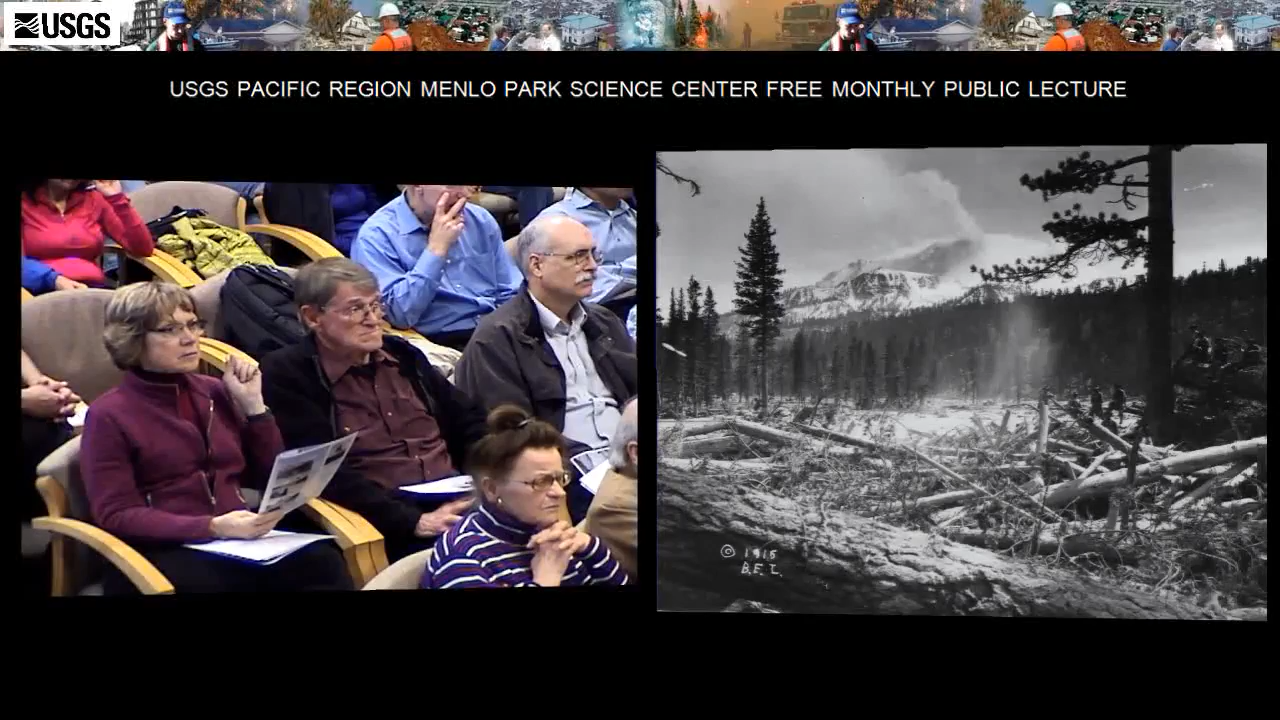 USGS
USGS PACIFIC REGION MENLO PARK SCIENCE CENTER FREE MONTHLY PUBLIC LECTURE
© 1915
B.F.L.